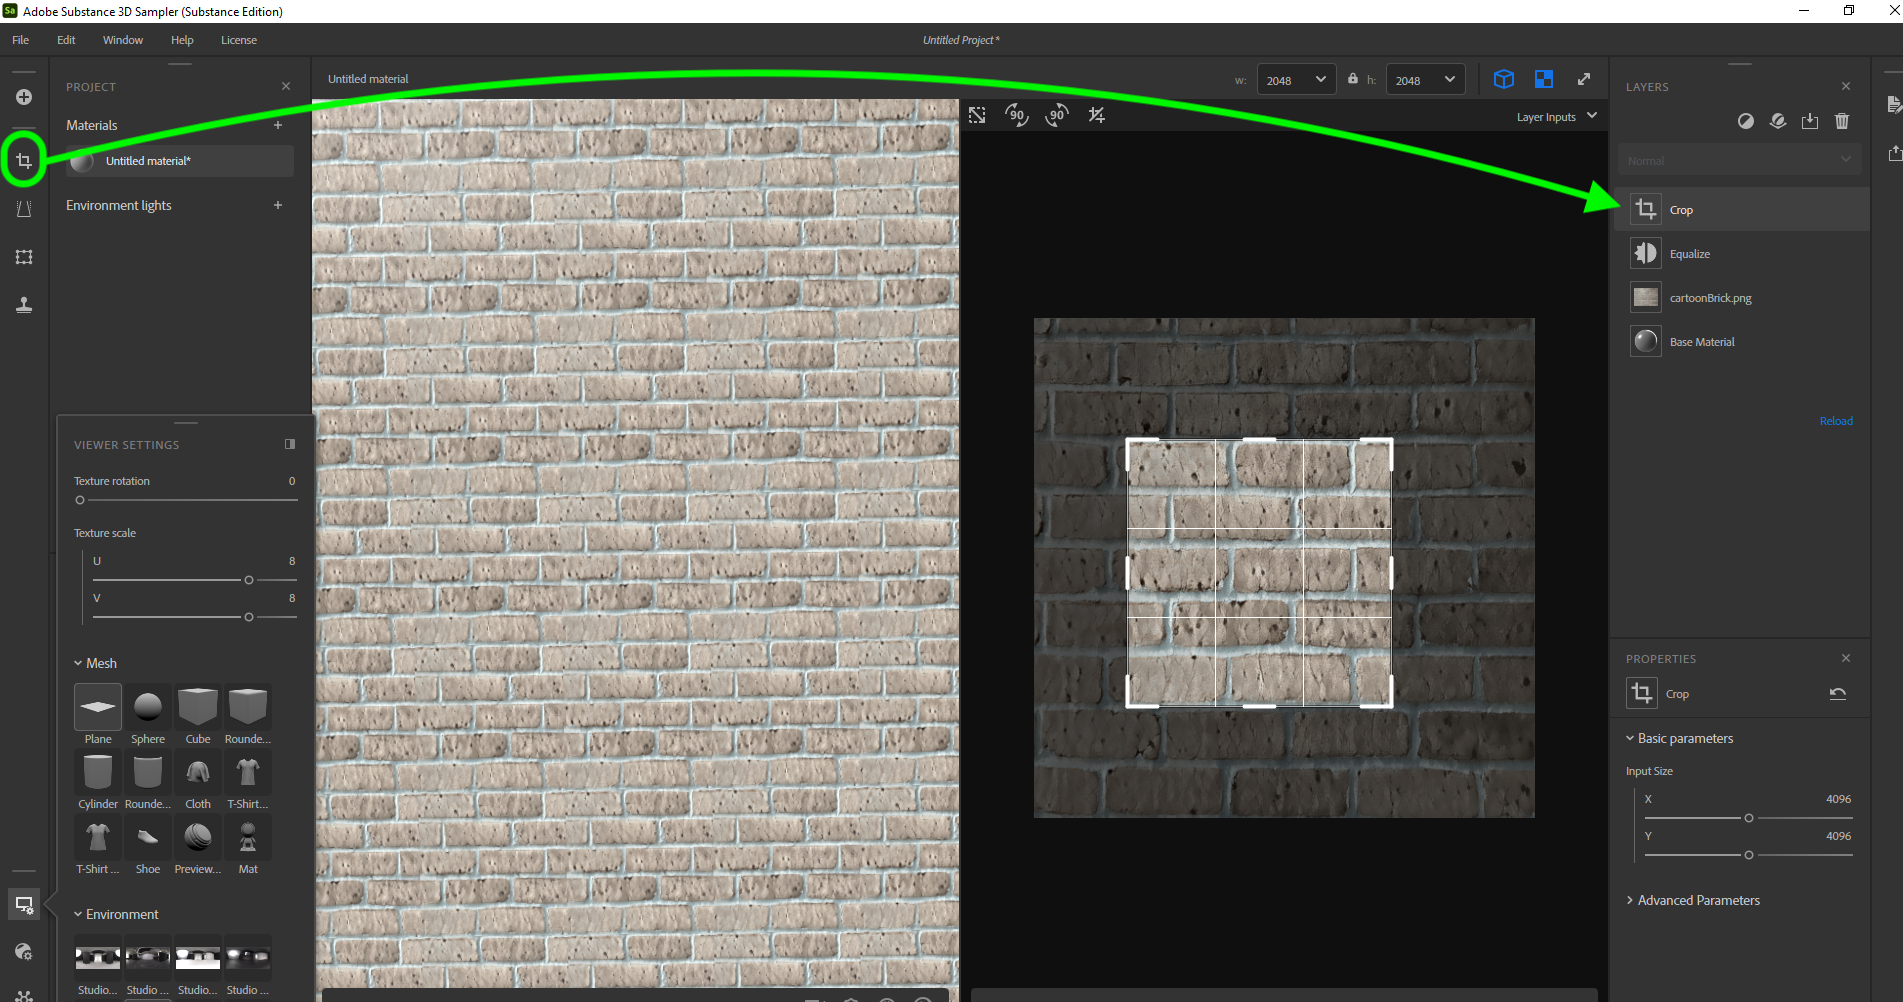 Sa Adobe Substance 3D Sampler (Substance Edition)
File Edit Window Help License
Untitled Project*
PROJECT
Materials
Untitled material*
Environment lights
Untitled material
w: 2048 h: 2048
90 90
Layer Inputs
LAYERS
Normal
Crop
Equalize
cartoonBrick.png
Base Material
Reload
VIEWER SETTINGS
Texture rotation 0
Texture scale
U 8
V 8
Mesh
Plane Sphere Cube Rounde...
Cylinder Rounde... Cloth T-Shirt...
T-Shirt ... Shoe Preview... Mat
Environment
Studio... Studio ... Studio... Studio ...
PROPERTIES
Crop
Basic parameters
Input Size
X 4096
Y 4096
Advanced Parameters